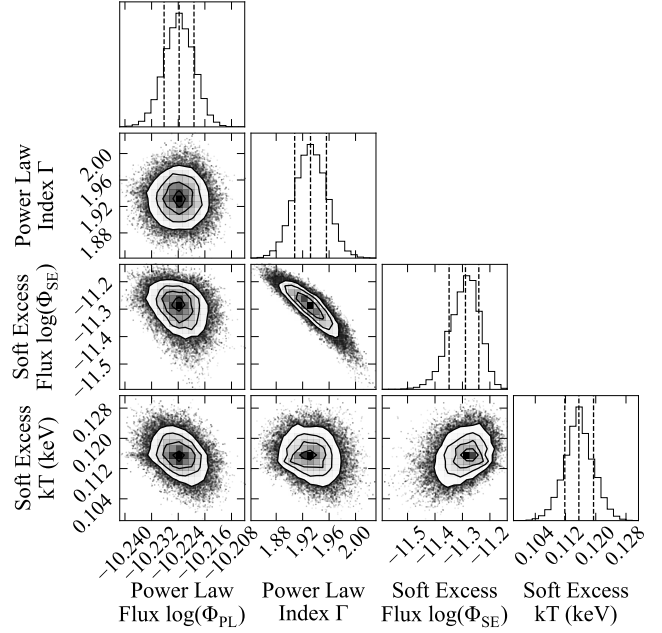 Power Law
Index Γ
2.00
1.96
1.92
1.88
Soft Excess
Flux log(Φ_SE)
−11.2
−11.3
−11.4
−11.5
Soft Excess
kT (keV)
0.128
0.120
0.112
0.104
−10.240
−10.232
−10.224
−10.216
−10.208
1.88
1.92
1.96
2.00
−11.5
−11.4
−11.3
−11.2
0.104
0.112
0.120
0.128
Power Law
Flux log(Φ_PL)
Power Law
Index Γ
Soft Excess
Flux log(Φ_SE)
Soft Excess
kT (keV)